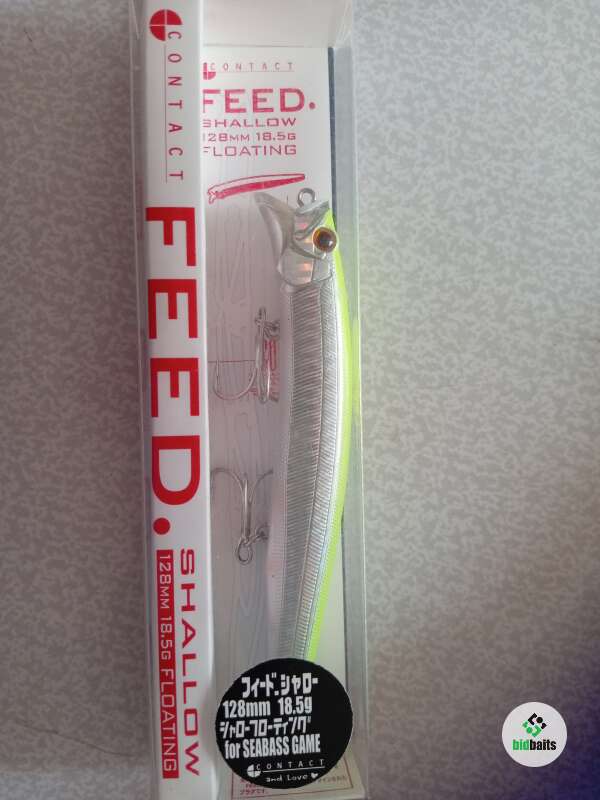 CONTACT
FEED.
SHALLOW
128MM 18.5G FLOATING
CONTACT
FEED.
SHALLOW
128MM 18.5G
FLOATING
フィード.シャロー
128mm 18.5g
シャローフローティング
for SEABASS GAME
CONTACT
and Love
bidbaits